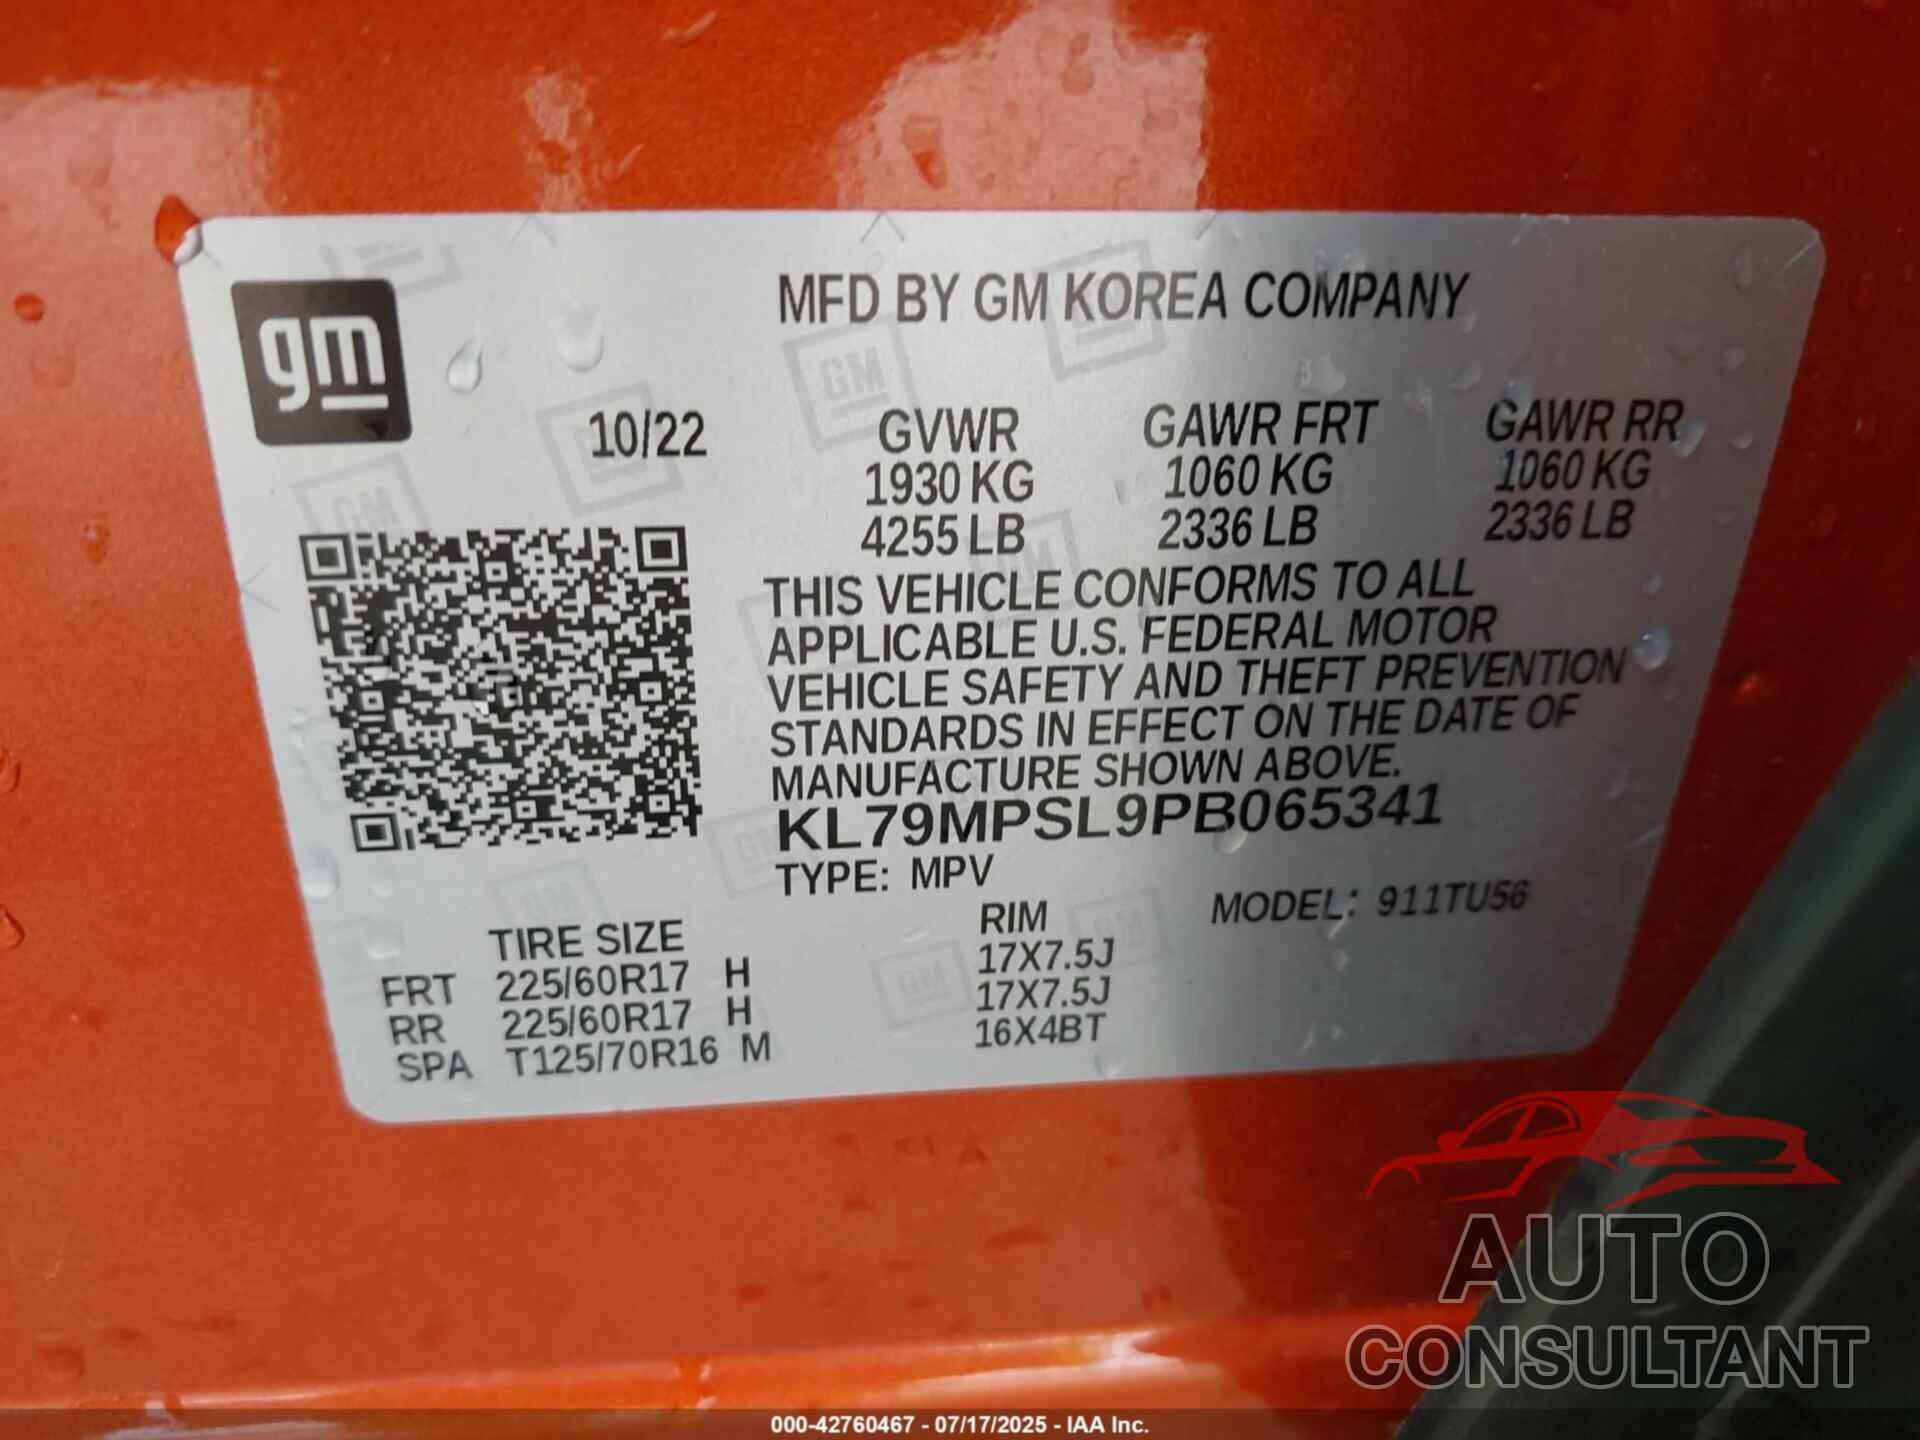 gm
MFD BY GM KOREA COMPANY
10/22
GVWR GAWR FRT GAWR RR
1930 KG 1060 KG 1060 KG
4255 LB 2336 LB 2336 LB
THIS VEHICLE CONFORMS TO ALL
APPLICABLE U.S. FEDERAL MOTOR
VEHICLE SAFETY AND THEFT PREVENTION
STANDARDS IN EFFECT ON THE DATE OF
MANUFACTURE SHOWN ABOVE.
KL79MPSL9PB065341
TYPE: MPV
MODEL: 911TU56
TIRE SIZE RIM
FRT 225/60R17 H 17X7.5J
RR 225/60R17 H 17X7.5J
SPA T125/70R16 M 16X4BT
AUTO
CONSULTANT
000-42760467 - 07/17/2025 - IAA Inc.